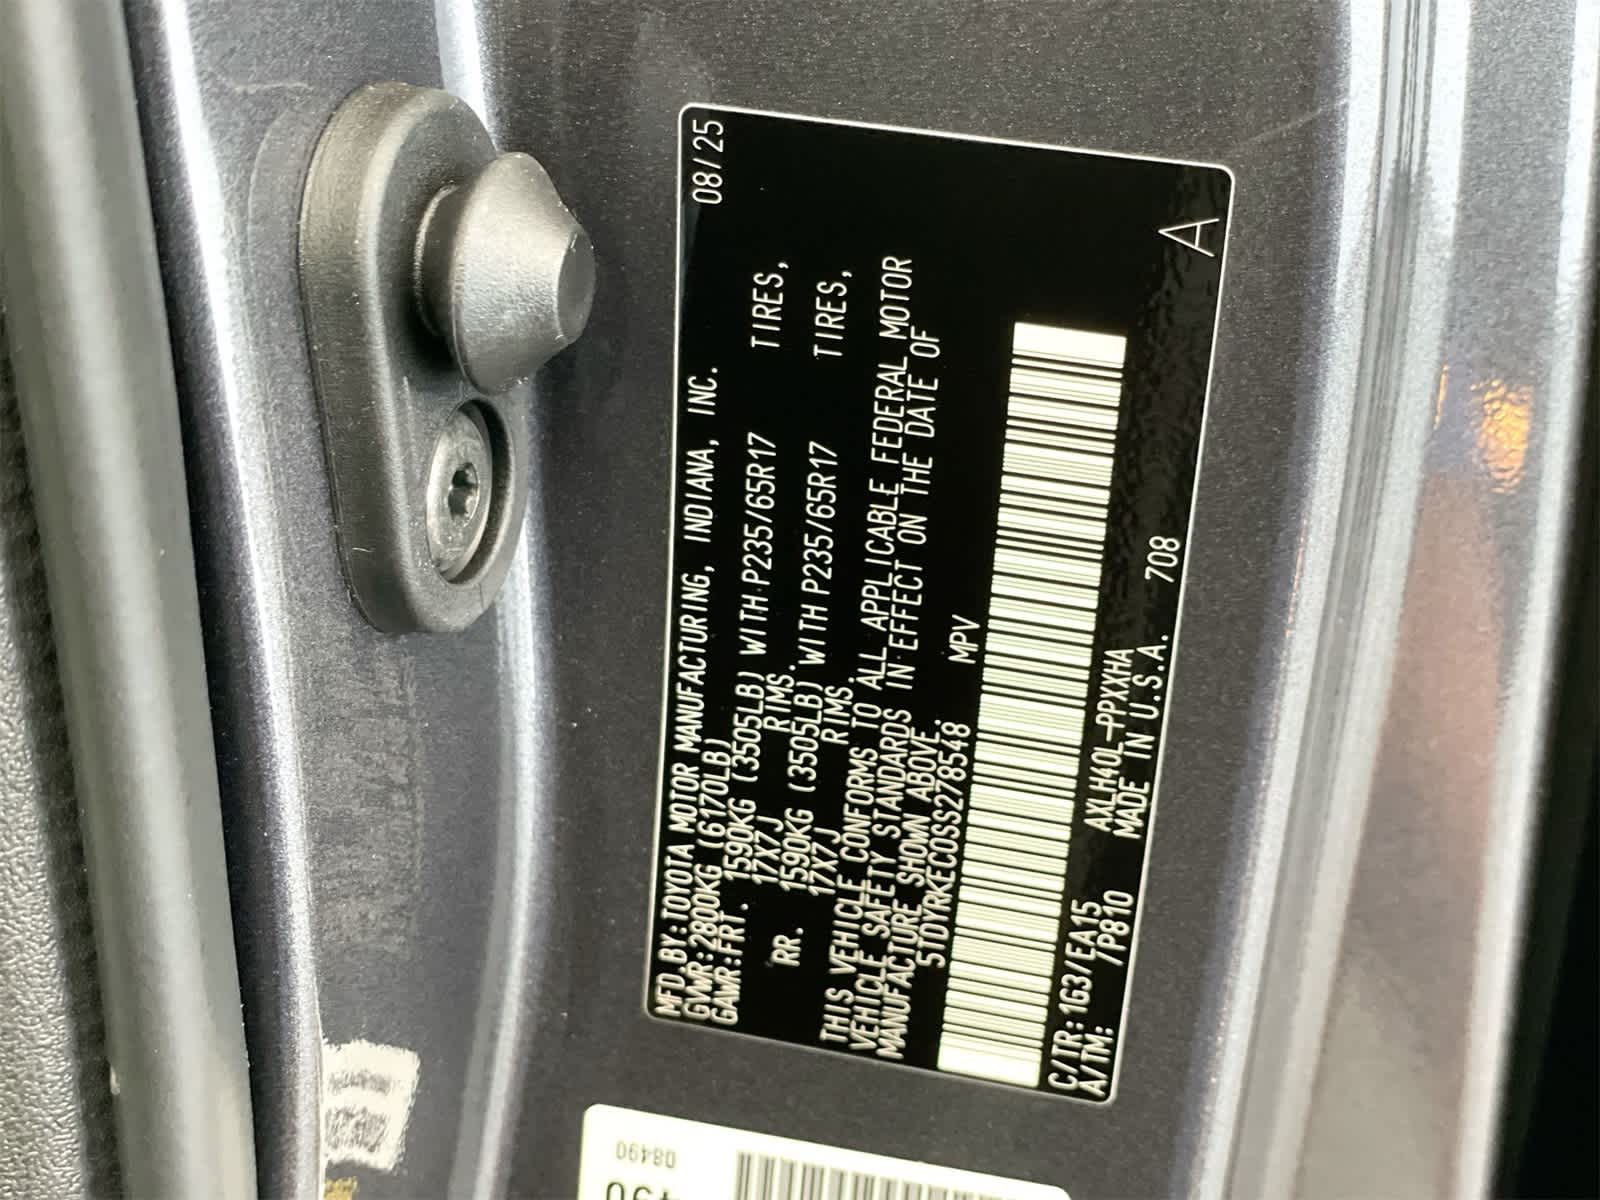 08/25
MFD.BY:TOYOTA MOTOR MANUFACTURING, INDIANA, INC.
GVWR:2800KG (6170LB)
GAWR:FRT. 1590KG (3505LB) WITH P235/65R17 TIRES,
17X7J RIMS.
RR. 1590KG (3505LB) WITH P235/65R17 TIRES,
17X7J RIMS.
THIS VEHICLE CONFORMS TO ALL APPLICABLE FEDERAL MOTOR
VEHICLE SAFETY STANDARDS IN EFFECT ON THE DATE OF
MANUFACTURE SHOWN ABOVE.
5TDYRKEC0SS278548 MPV
C/TR:1G3/EA15 AXLH40L-PPXXHA
A/TM: /P810 MADE IN U.S.A. 708
A
08490
490